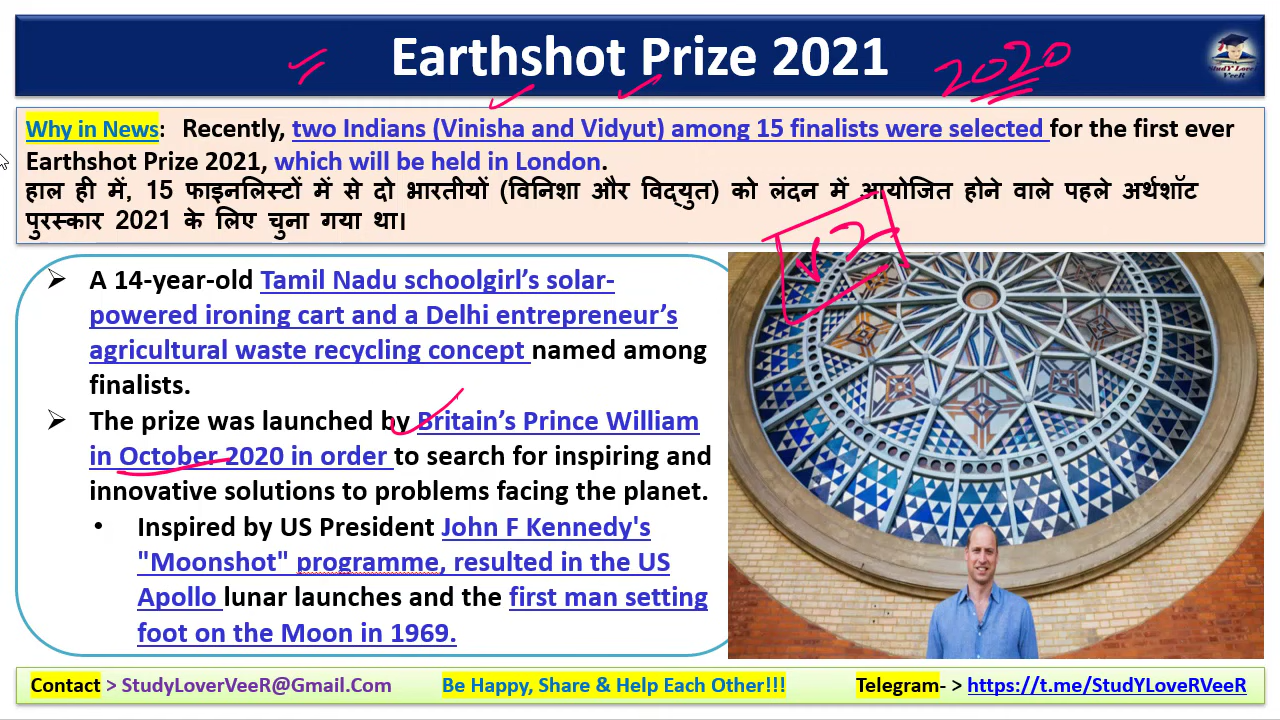 Earthshot Prize 2021
2020
StudY Lover
VeeR
Why in News: Recently, two Indians (Vinisha and Vidyut) among 15 finalists were selected for the first ever
Earthshot Prize 2021, which will be held in London.
हाल ही में, 15 फाइनलिस्टों में से दो भारतीयों (विनिशा और विद्युत) को लंदन में आयोजित होने वाले पहले अर्थशॉट
पुरस्कार 2021 के लिए चुना गया था।
V2
➢ A 14-year-old Tamil Nadu schoolgirl’s solar-
powered ironing cart and a Delhi entrepreneur’s
agricultural waste recycling concept named among
finalists.
➢ The prize was launched by Britain’s Prince William
in October 2020 in order to search for inspiring and
innovative solutions to problems facing the planet.
• Inspired by US President John F Kennedy's
"Moonshot" programme, resulted in the US
Apollo lunar launches and the first man setting
foot on the Moon in 1969.
Contact > StudyLoverVeeR@Gmail.Com Be Happy, Share & Help Each Other!!! Telegram- > https://t.me/StudYLoveRVeeR